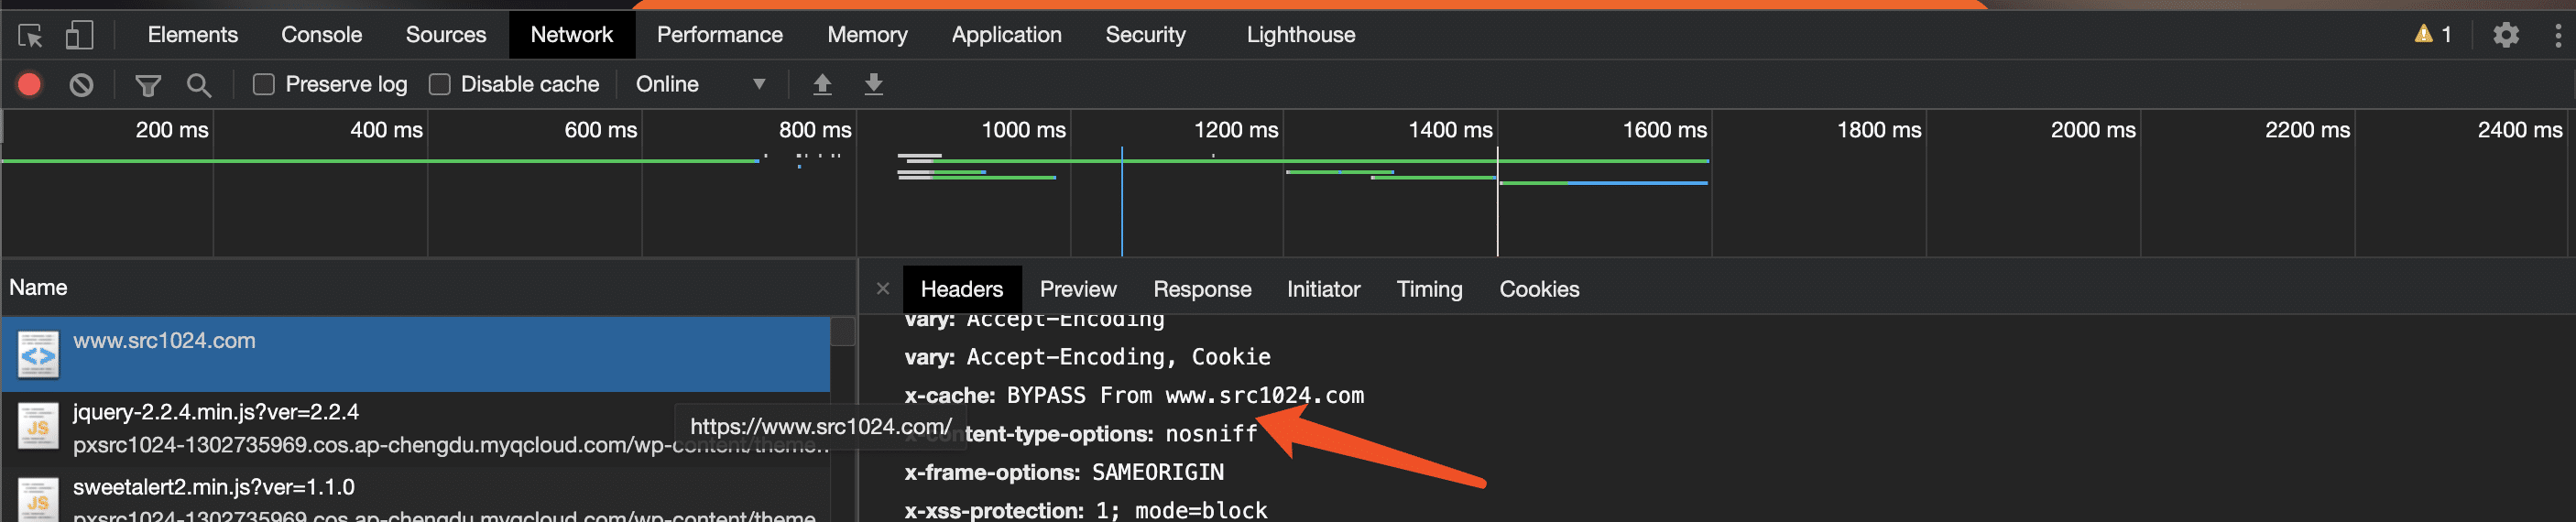 Elements Console Sources Network Performance Memory Application Security Lighthouse 1
Preserve log Disable cache Online
200 ms 400 ms 600 ms 800 ms 1000 ms 1200 ms 1400 ms 1600 ms 1800 ms 2000 ms 2200 ms 2400 ms
Name
www.src1024.com
jquery-2.2.4.min.js?ver=2.2.4
pxsrc1024-1302735969.cos.ap-chengdu.myqcloud.com/wp-content/theme..
sweetalert2.min.js?ver=1.1.0
pxsrc1024-1302735969.cos.ap-chengdu.myqcloud.com/wp-content/theme
https://www.src1024.com/
× Headers Preview Response Initiator Timing Cookies
vary: Accept-Encoding
vary: Accept-Encoding, Cookie
x-cache: BYPASS From www.src1024.com
x-content-type-options: nosniff
x-frame-options: SAMEORIGIN
x-xss-protection: 1; mode=block